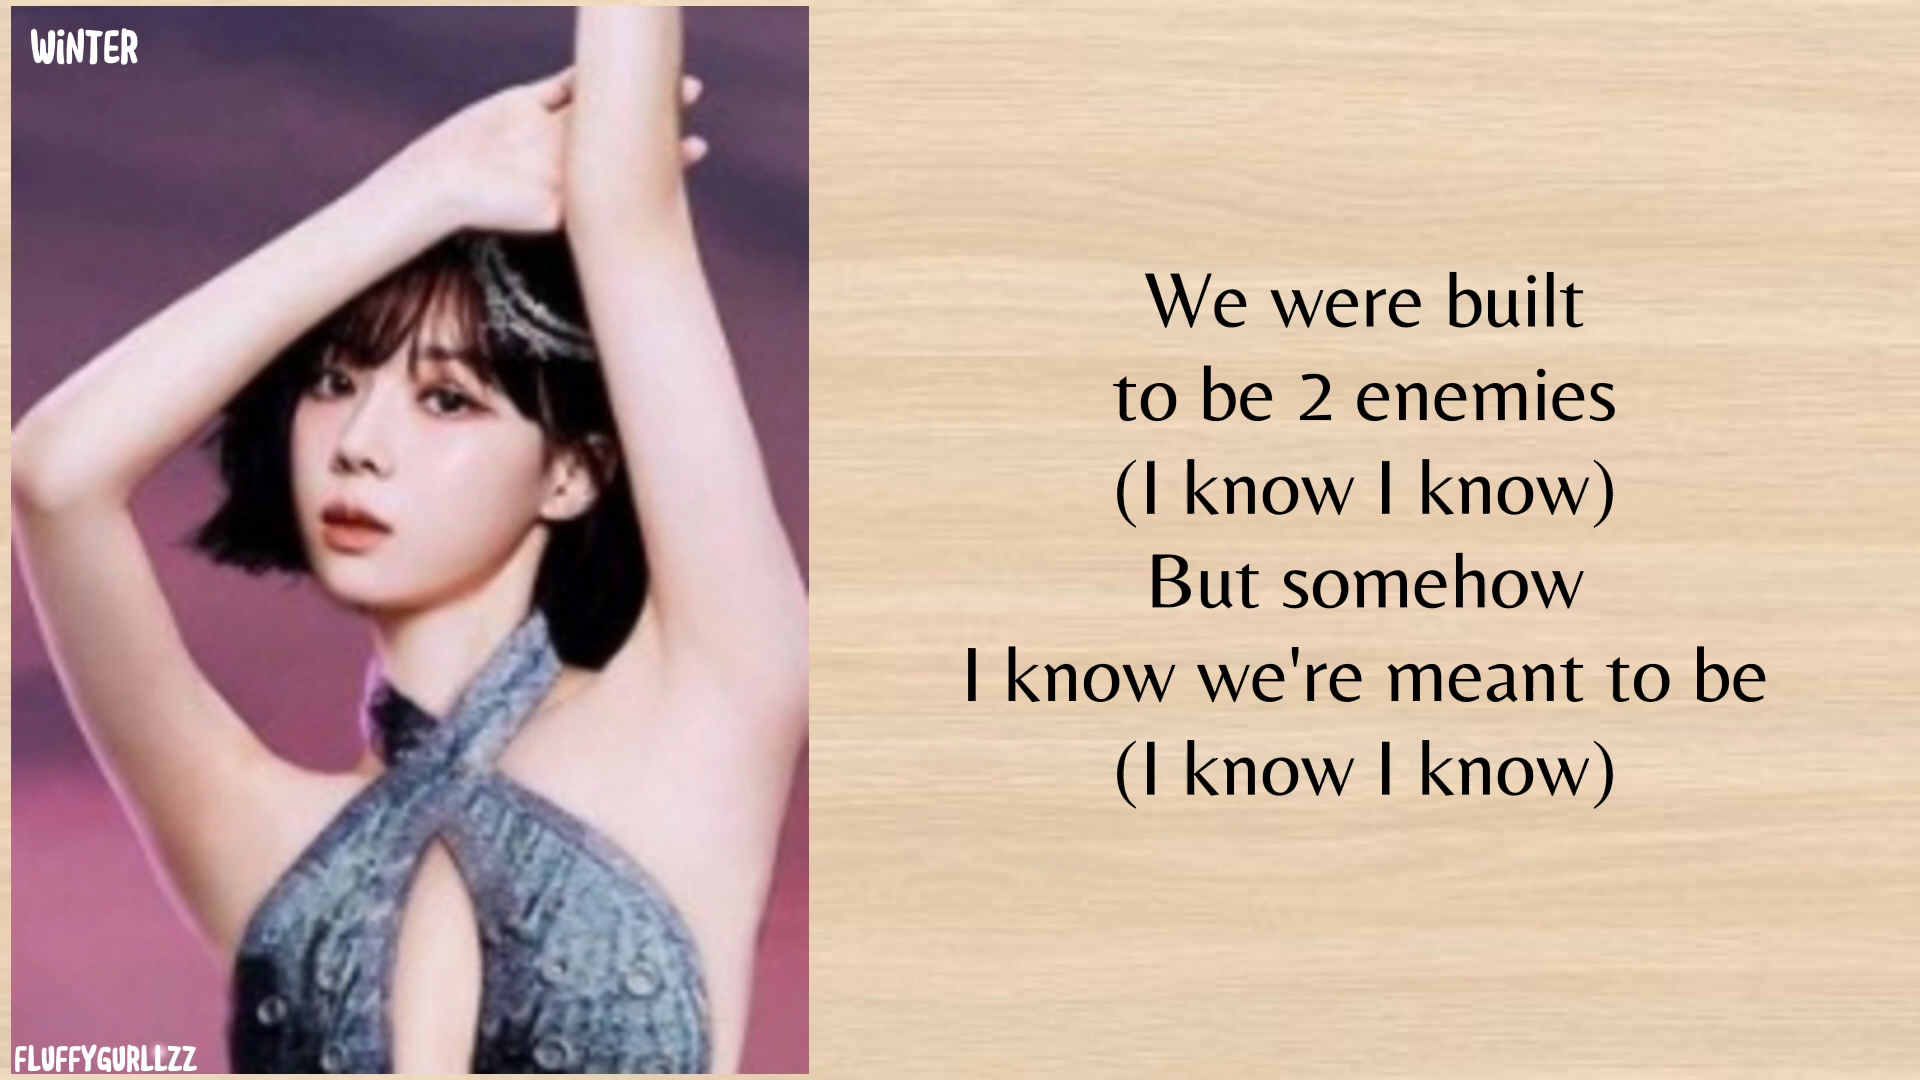 WiNTER
We were built
to be 2 enemies
(I know I know)
But somehow
I know we're meant to be
(I know I know)
FLUFFYGURLLZZ